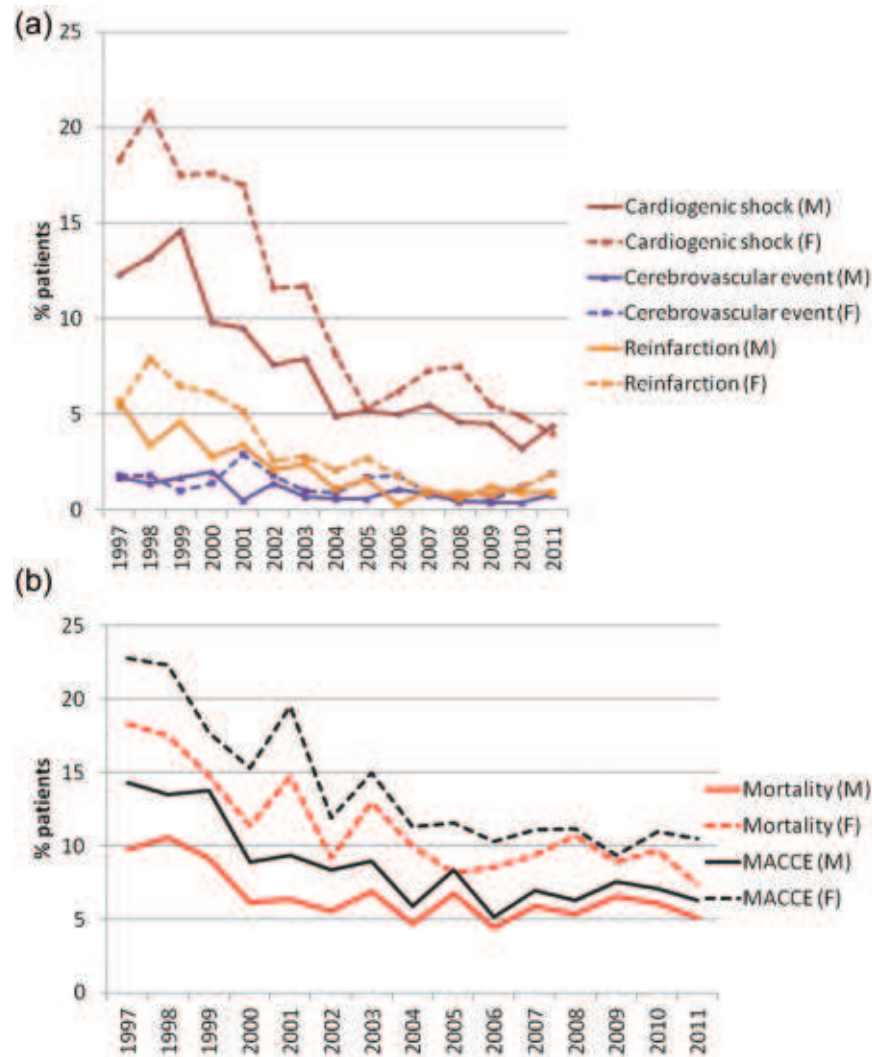 (a)
25
20
15
10
5
0
% patients
1997 1998 1999 2000 2001 2002 2003 2004 2005 2006 2007 2008 2009 2010 2011
Cardiogenic shock (M)
Cardiogenic shock (F)
Cerebrovascular event (M)
Cerebrovascular event (F)
Reinfarction (M)
Reinfarction (F)
(b)
25
20
15
10
5
0
% patients
1997 1998 1999 2000 2001 2002 2003 2004 2005 2006 2007 2008 2009 2010 2011
Mortality (M)
Mortality (F)
MACCE (M)
MACCE (F)